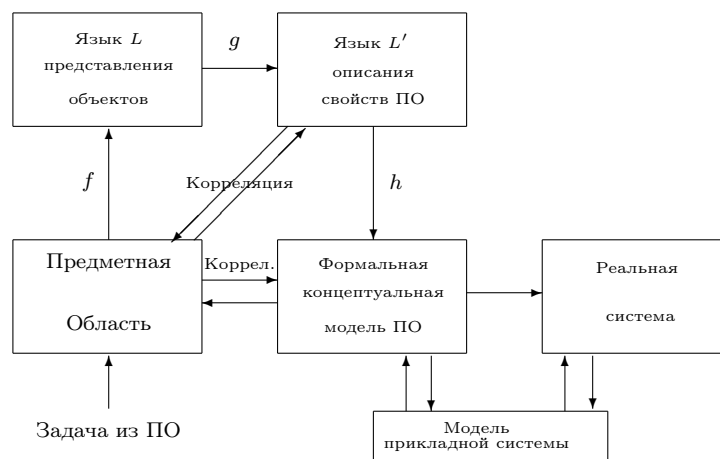 Язык L
представления
объектов
g
Язык L′
описания
свойств ПО
f
Корреляция
h
Предметная
Область
Коррел.
Формальная
концептуальная
модель ПО
Реальная
система
Задача из ПО
Модель
прикладной системы